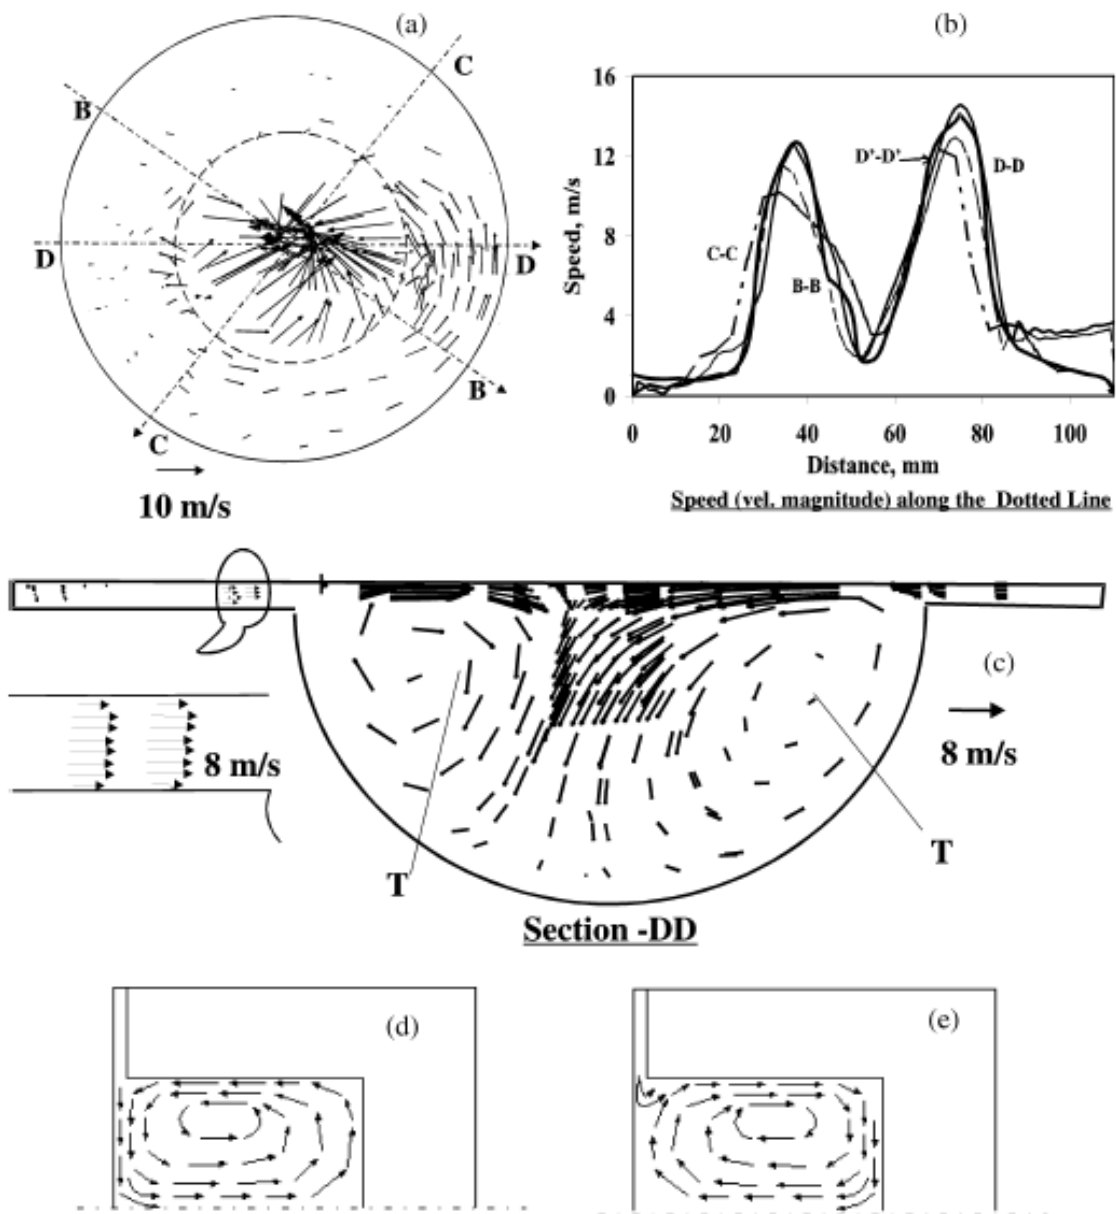 (a)
C
B
D
D
B
C
10 m/s
(b)
16
12
8
4
0
Speed, m/s
D⁺-D⁺
D-D
C-C
B-B
0 20 40 60 80 100
Distance, mm
Speed (vel. magnitude) along the Dotted Line
(c)
8 m/s
8 m/s
T
T
Section -DD
(d)
(e)